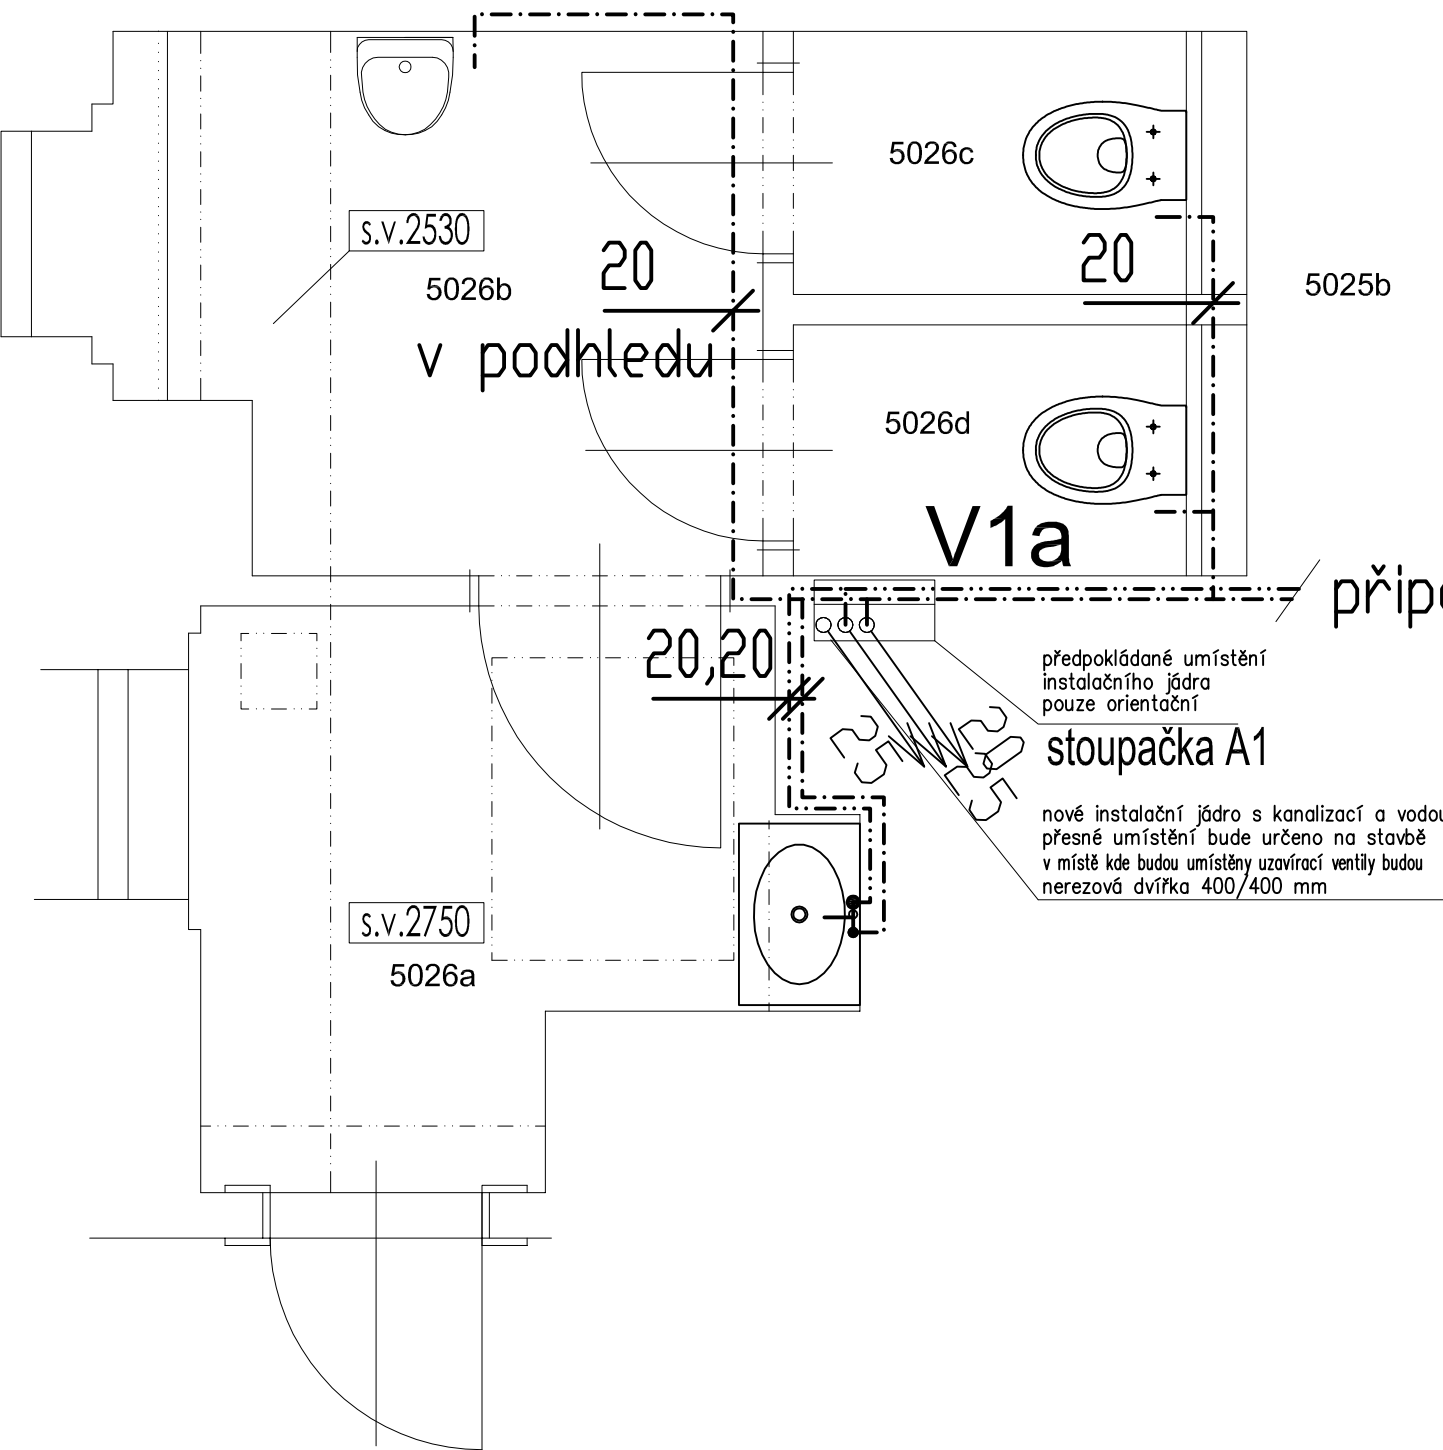 5026c
s.v.2530
5026b
20
20
5025b
v podhledu
5026d
V1a
20,20
předpokládané umístění
instalačního jádra
pouze orientační
stoupačka A1
nové instalační jádro s kanalizací a vodou
přesné umístění bude určeno na stavbě
v místě kde budou umístěny uzavírací ventily budou
nerezová dvířka 400/400 mm
s.v.2750
5026a